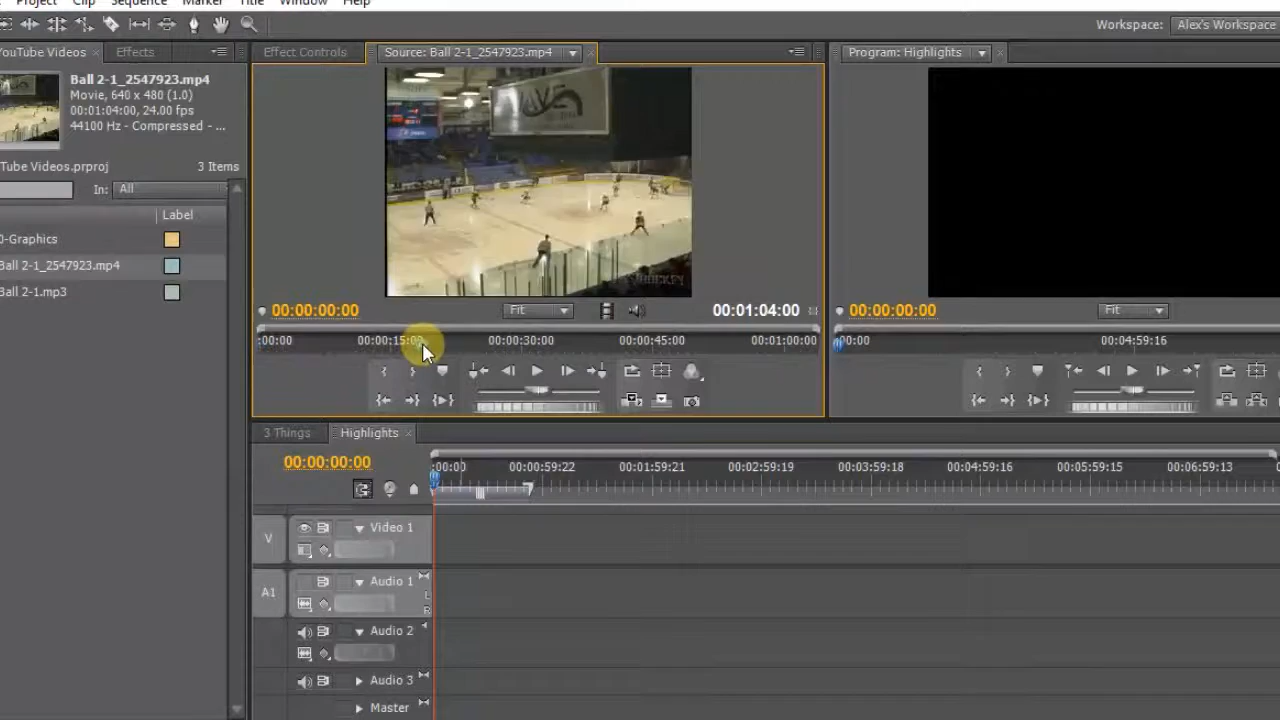 Project Clip Sequence Marker Title Window Help
Workspace: Alex's Workspace
YouTube Videos Effects
Effect Controls Source: Ball 2-1_2547923.mp4
Program: Highlights
Ball 2-1_2547923.mp4
Movie, 640 x 480 (1.0)
00:01:04:00, 24.00 fps
44100 Hz - Compressed - ...
Tube Videos.prproj 3 Items
In: All
Label
0-Graphics
Ball 2-1_2547923.mp4
Ball 2-1.mp3
00:00:00:00 Fit 00:01:04:00
:00:00 00:00:15:00 00:00:30:00 00:00:45:00 00:01:00:00
00:00:00:00 Fit
00:00 00:04:59:16
3 Things Highlights
00:00:00:00
:00:00 00:00:59:22 00:01:59:21 00:02:59:19 00:03:59:18 00:04:59:16 00:05:59:15 00:06:59:13
V Video 1
A1 Audio 1
L
R
Audio 2
Audio 3
Master